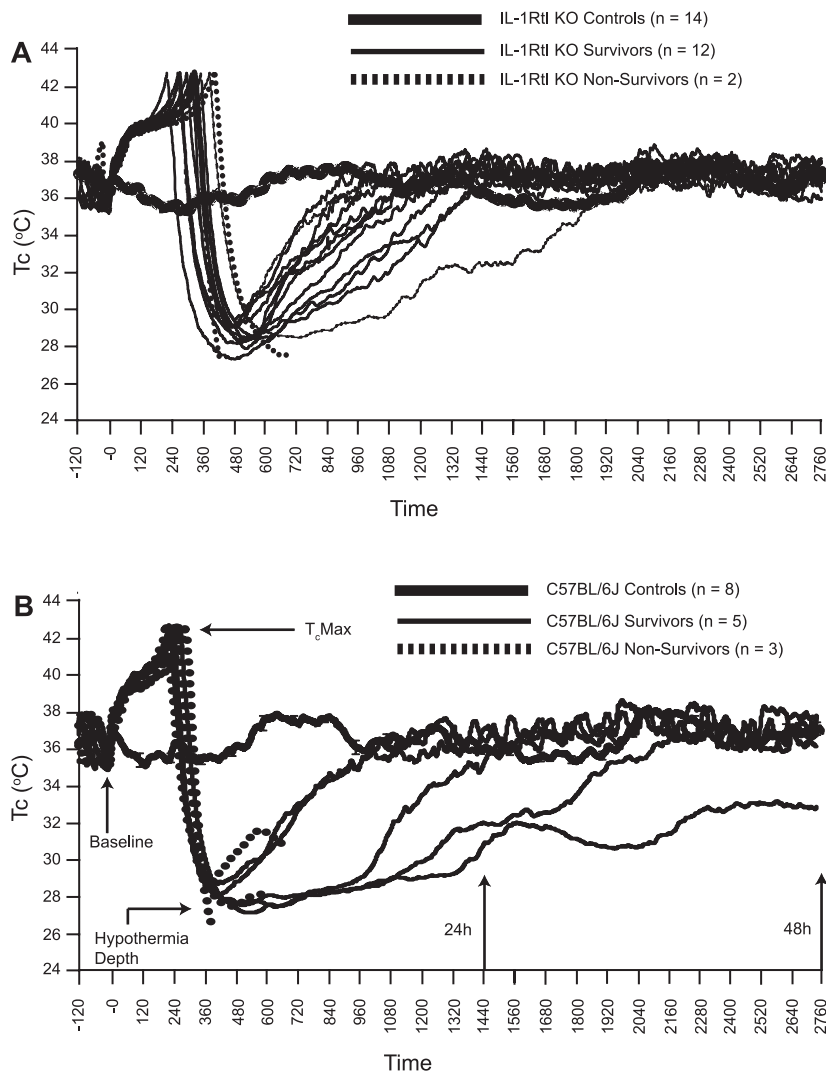 IL-1RtI KO Controls (n = 14)
IL-1RtI KO Survivors (n = 12)
IL-1RtI KO Non-Survivors (n = 2)
A
44
42
40
38
36
34
32
30
28
26
24
Tc (°C)
-120 -0 120 240 360 480 600 720 840 960 1080 1200 1320 1440 1560 1680 1800 1920 2040 2160 2280 2400 2520 2640 2760
Time
B
C57BL/6J Controls (n = 8)
C57BL/6J Survivors (n = 5)
C57BL/6J Non-Survivors (n = 3)
TcMax
44
42
40
38
36
34
32
30
28
26
24
Tc (°C)
Baseline
Hypothermia
Depth
24h
48h
-120 -0 120 240 360 480 600 720 840 960 1080 1200 1320 1440 1560 1680 1800 1920 2040 2160 2280 2400 2520 2640 2760
Time